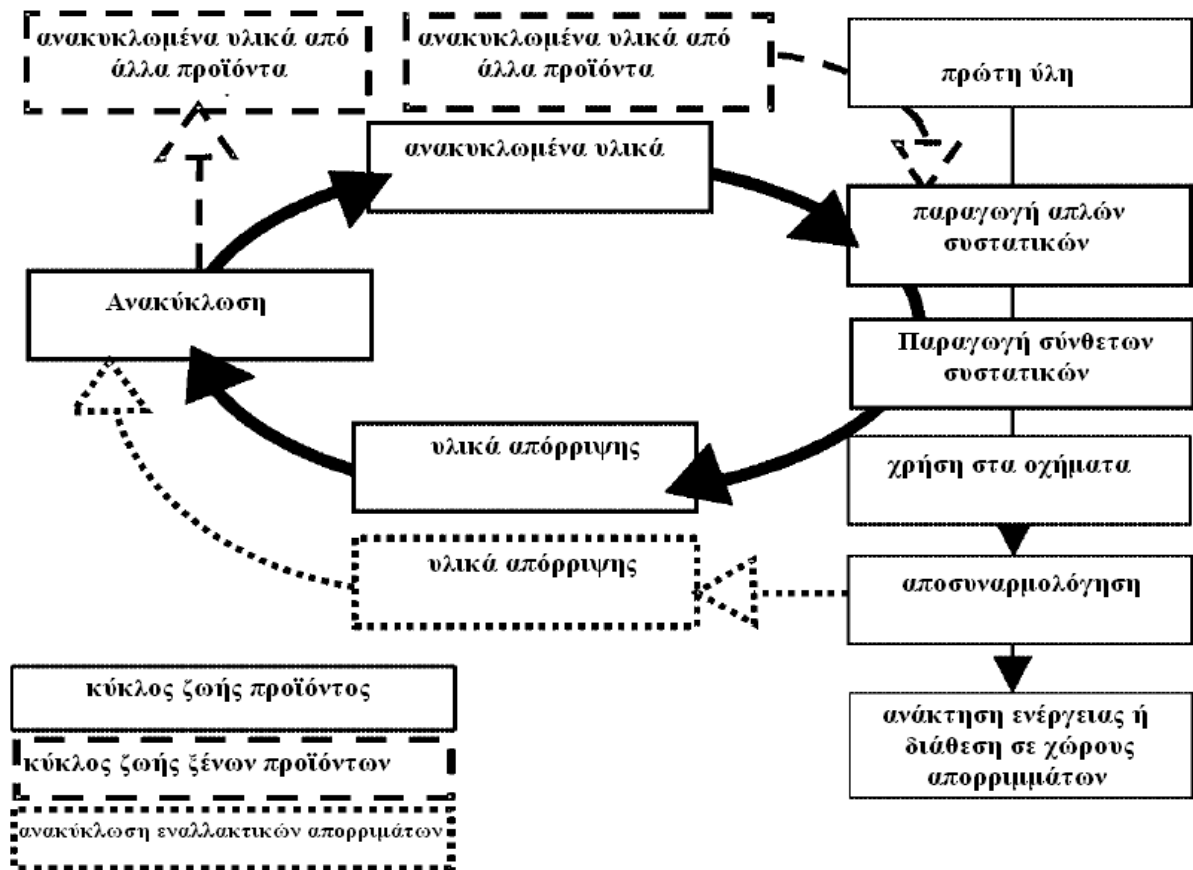 ανακυκλωμένα υλικά από
άλλα προϊόντα
ανακυκλωμένα υλικά από
άλλα προϊόντα
πρώτη ύλη
ανακυκλωμένα υλικά
παραγωγή απλών
συστατικών
Ανακύκλωση
Παραγωγή σύνθετων
συστατικών
υλικά απόρριψης
χρήση στα οχήματα
υλικά απόρριψης
αποσυναρμολόγηση
κύκλος ζωής προϊόντος
κύκλος ζωής ξένων προϊόντων
ανακύκλωση εναλλακτικών απορριμάτων
ανάκτηση ενέργειας ή
διάθεση σε χώρους
απορριμμάτων